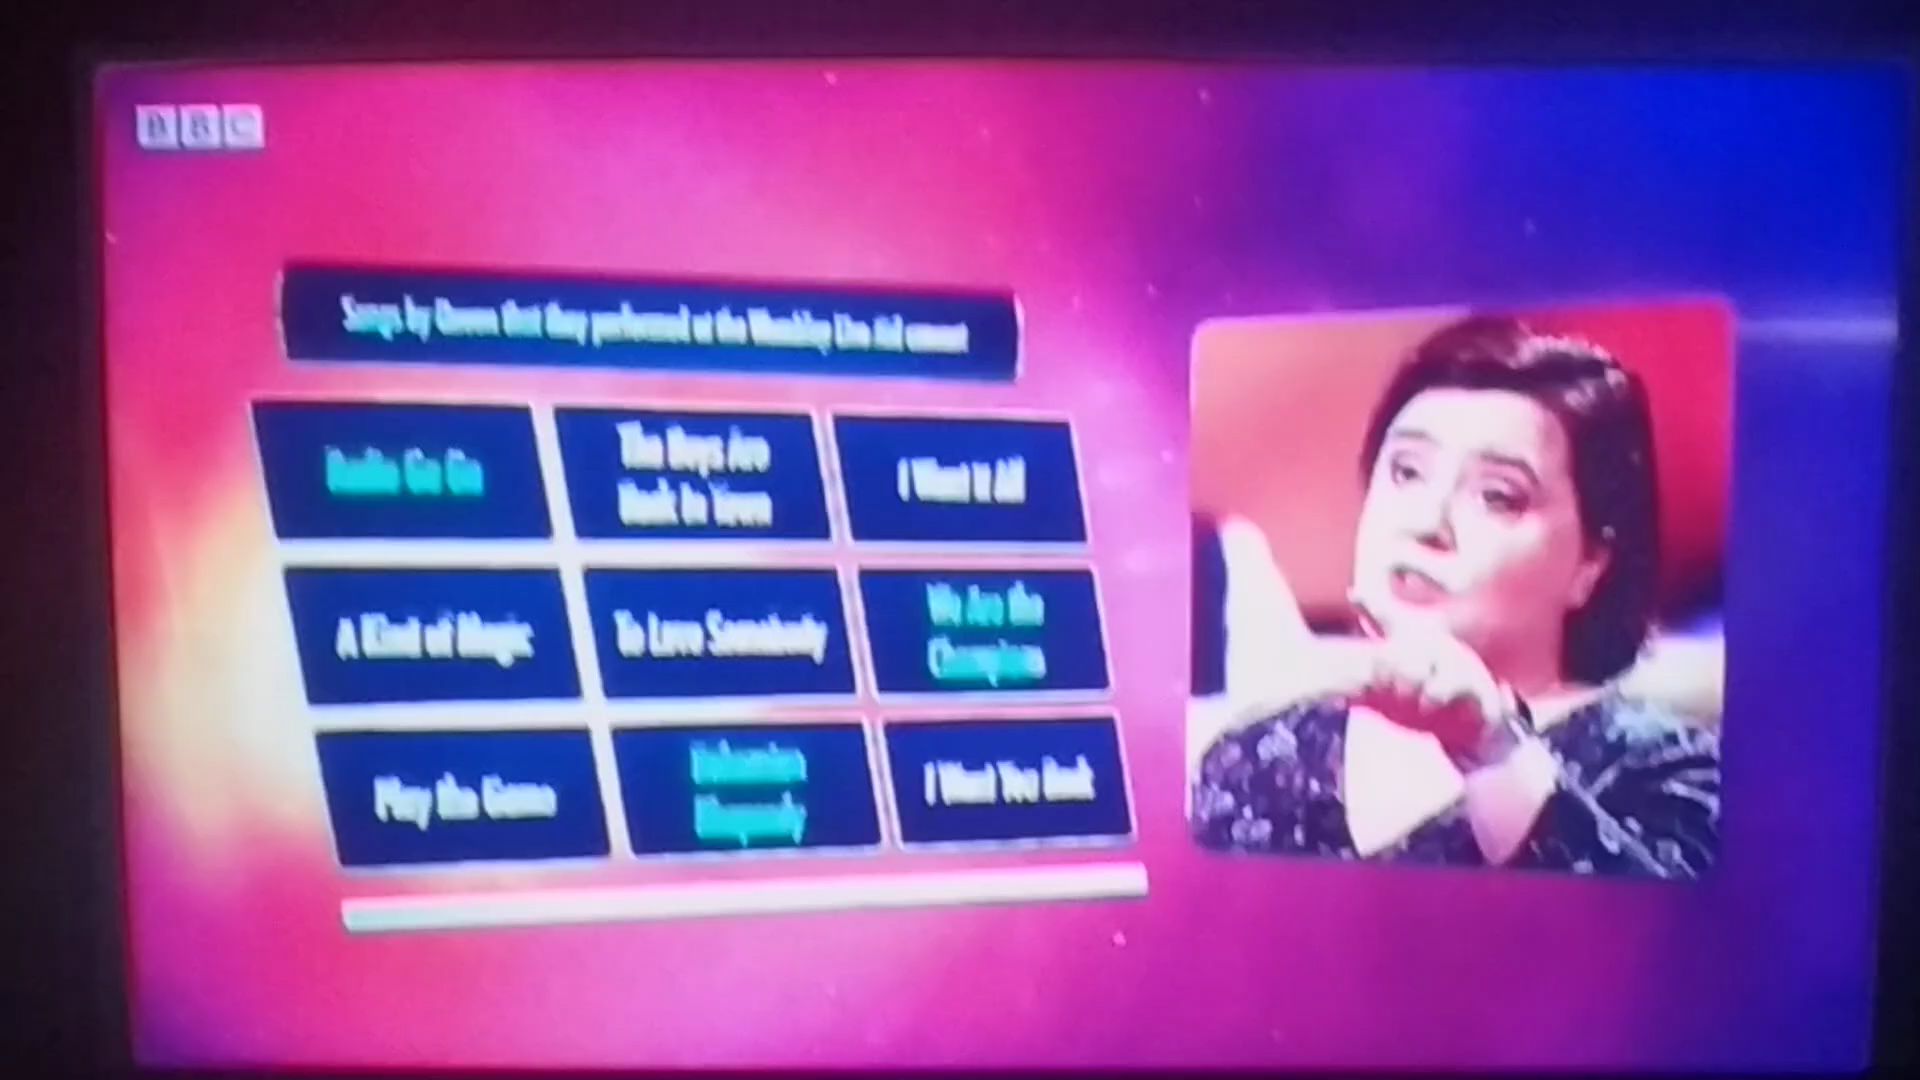 BBC
Songs by Queen that they performed at the Wembley Live Aid concert
Radio Ga Ga
The Boys Are
Back In Town
I Want It All
A Kind of Magic
To Love Somebody
We Are the
Champions
Play the Game
Bohemian
Rhapsody
I Want You Back